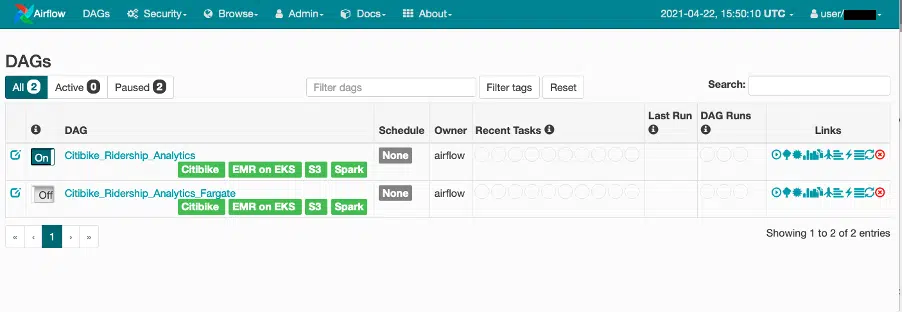 Airflow DAGs Security Browse Admin Docs About 2021-04-22, 15:50:10 UTC user/
DAGs
All 2 Active 0 Paused 2 Filter dags Filter tags Reset Search:
DAG Schedule Owner Recent Tasks Last Run DAG Runs Links
On Citibike_Ridership_Analytics None airflow
Citibike EMR on EKS S3 Spark
Off Citibike_Ridership_Analytics_Fargate None airflow
Citibike EMR on EKS S3 Spark
« ‹ 1 › » Showing 1 to 2 of 2 entries